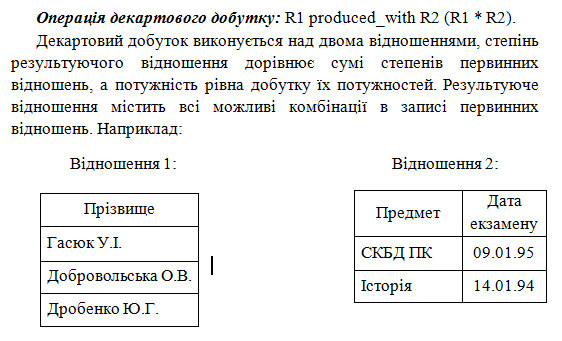 Операція декартового добутку: R1 produced_with R2 (R1 * R2).
Декартовий добуток виконується над двома відношеннями, степінь
результуючого відношення дорівнює сумі степенів первинних
відношень, а потужність рівна добутку їх потужностей. Результуюче
відношення містить всі можливі комбінації в записі первинних
відношень. Наприклад:
Відношення 1:
Прізвище
Гасюк У.І.
Добровольська О.В.
Дробенко Ю.Г.
Відношення 2:
Предмет
Дата
екзамену
СКБД ПК 09.01.95
Історія 14.01.94